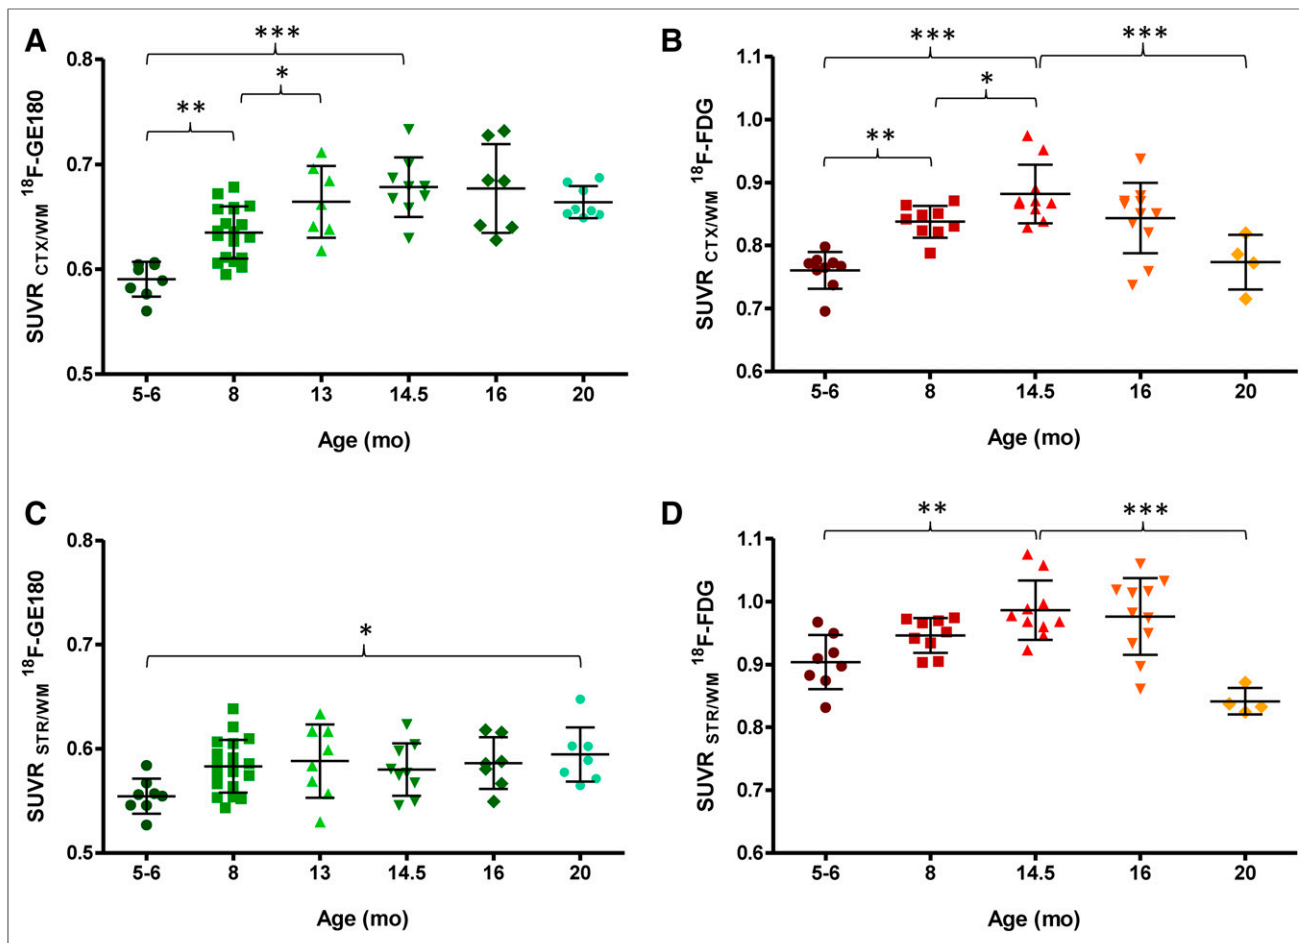 A
***
*
**
SUVR CTX/WM 18F-GE180
0.8
0.7
0.6
0.5
5-6 8 13 14.5 16 20
Age (mo)
B
***
***
*
**
SUVR CTX/WM 18F-FDG
1.1
1.0
0.9
0.8
0.7
0.6
5-6 8 14.5 16 20
Age (mo)
C
*
SUVR STR/WM 18F-GE180
0.8
0.7
0.6
0.5
5-6 8 13 14.5 16 20
Age (mo)
D
**
***
SUVR STR/WM 18F-FDG
1.1
1.0
0.9
0.8
0.7
0.6
5-6 8 14.5 16 20
Age (mo)